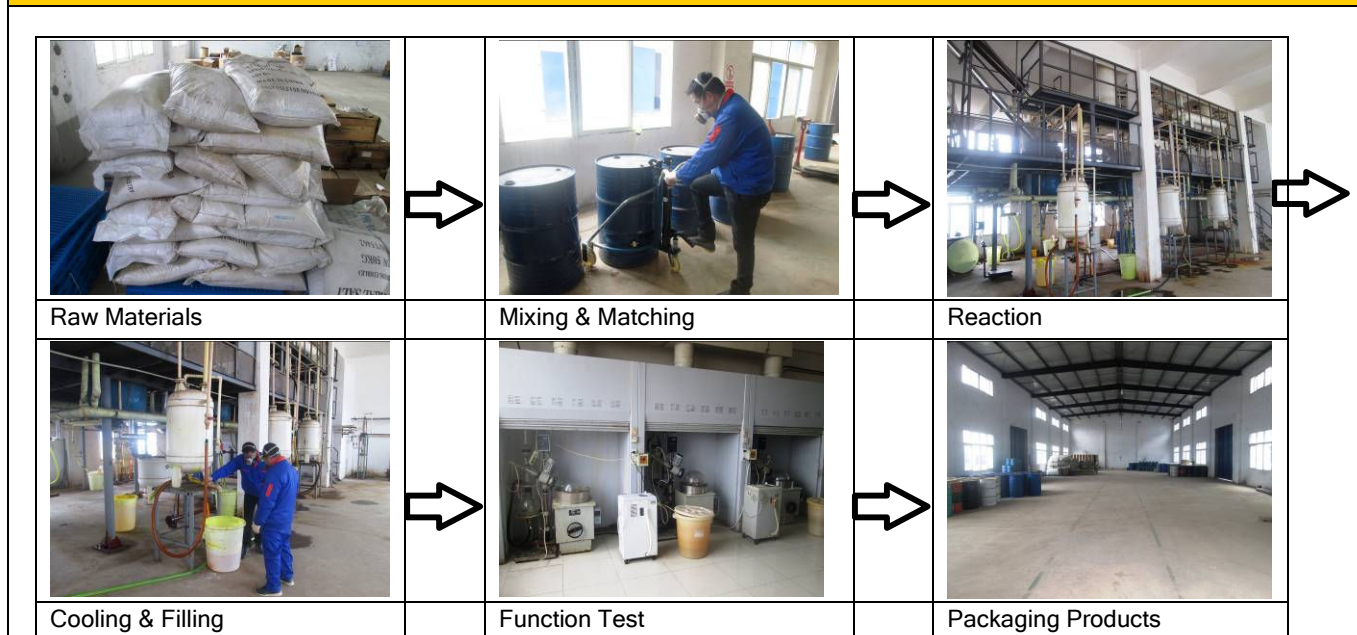 Raw Materials
Mixing & Matching
Reaction
Cooling & Filling
Function Test
Packaging Products